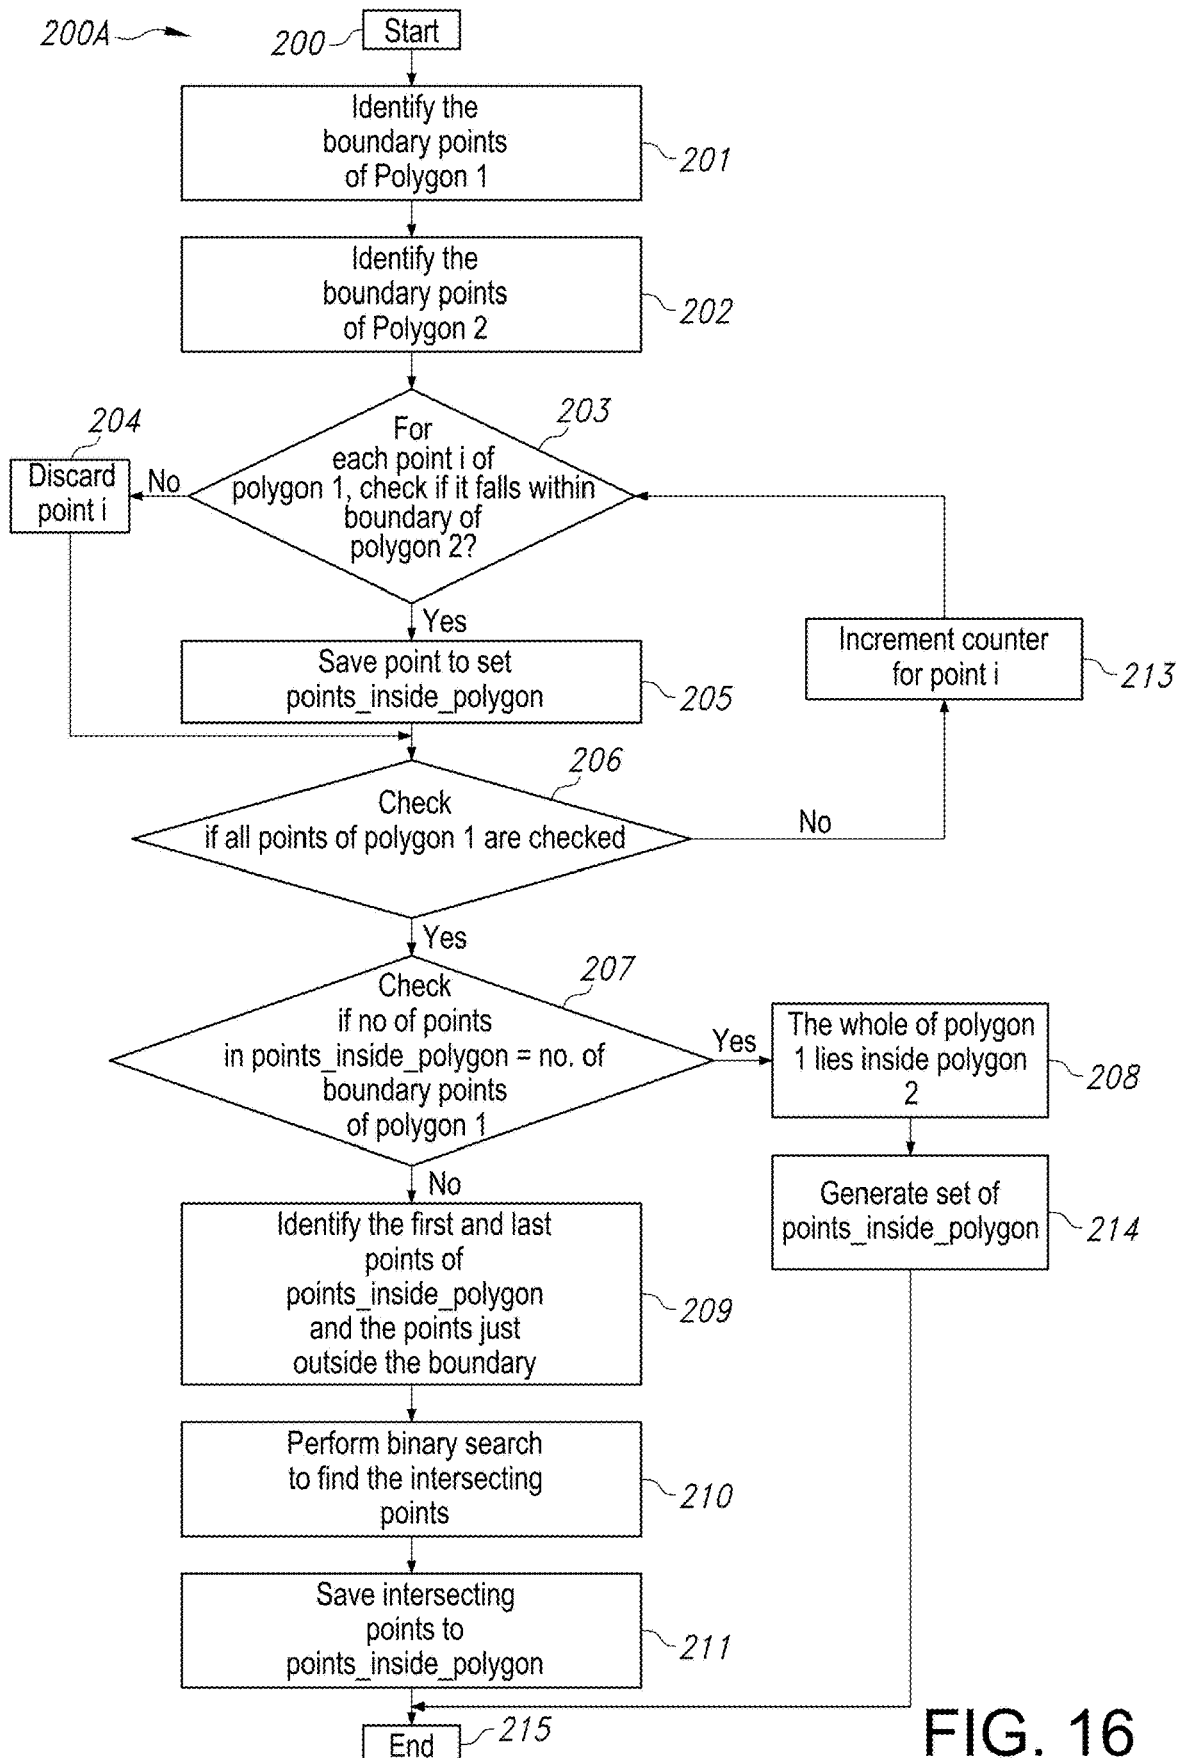 200A
200
Start
Identify the
boundary points
of Polygon 1
201
Identify the
boundary points
of Polygon 2
202
203
For
each point i of
polygon 1, check if it falls within
boundary of
polygon 2?
204
Discard
point i
No
Yes
Save point to set
points_inside_polygon
205
Increment counter
for point i
213
206
Check
if all points of polygon 1 are checked
No
Yes
207
Check
if no of points
in points_inside_polygon = no. of
boundary points
of polygon 1
Yes
The whole of polygon
1 lies inside polygon
2
208
No
Generate set of
points_inside_polygon
214
Identify the first and last
points of
points_inside_polygon
and the points just
outside the boundary
209
Perform binary search
to find the intersecting
points
210
Save intersecting
points to
points_inside_polygon
211
End
215
FIG. 16